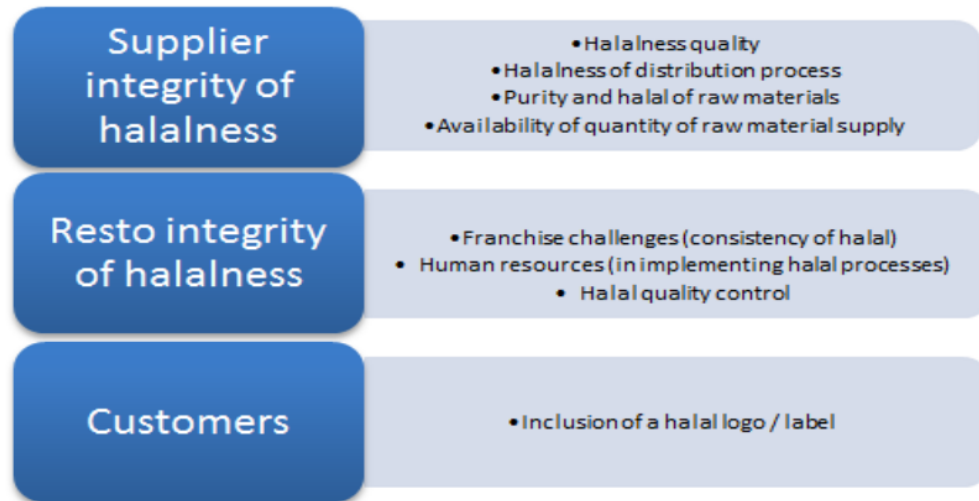 Supplier
integrity of
halalness
•Halalness quality
•Halalness of distribution process
•Purity and halal of raw materials
•Availability of quantity of raw material supply
Resto integrity
of halalness
•Franchise challenges (consistency of halal)
• Human resources (in implementing halal processes)
• Halal quality control
Customers
•Inclusion of a halal logo / label